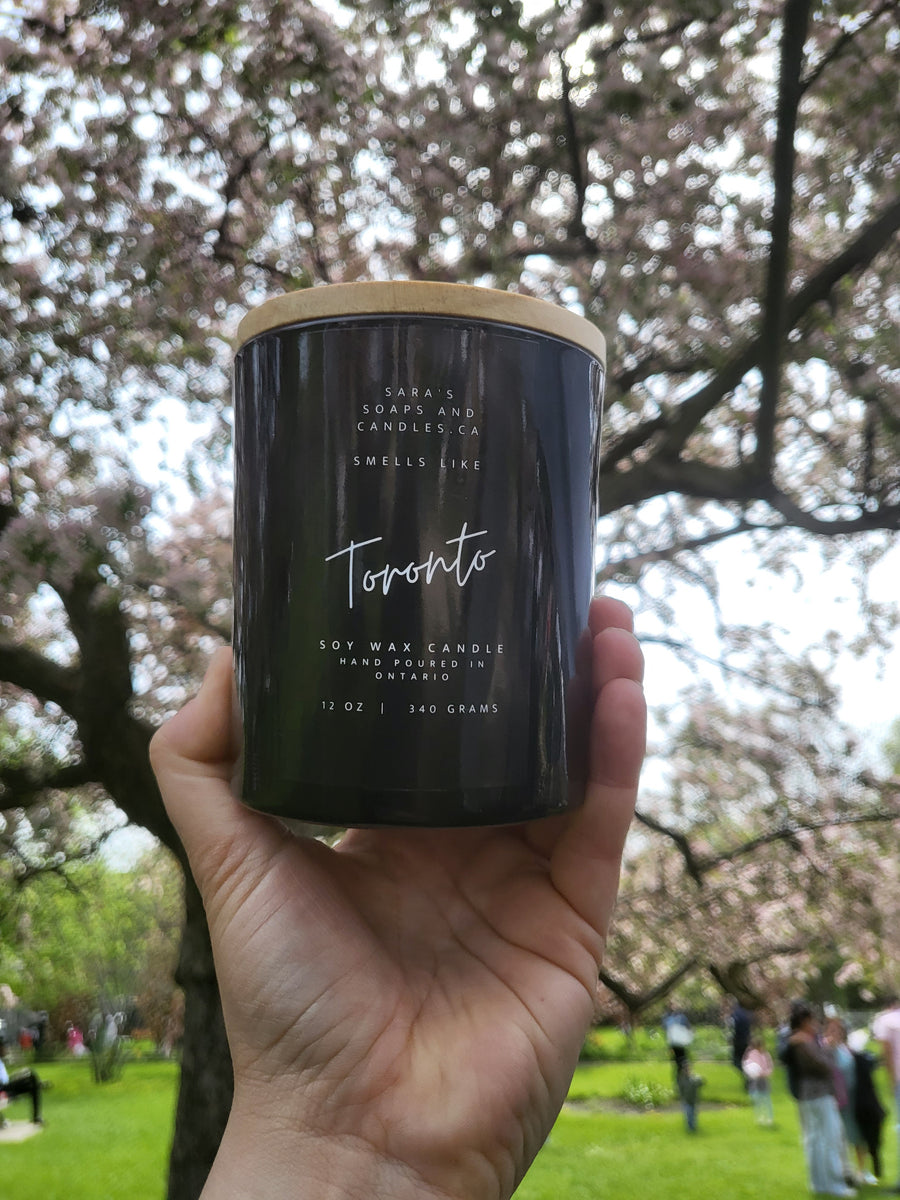 SARA'S
SOAPS AND
CANDLES.CA
SMELLS LIKE
Toronto
SOY WAX CANDLE
HAND POURED IN
ONTARIO
12 OZ | 340 GRAMS